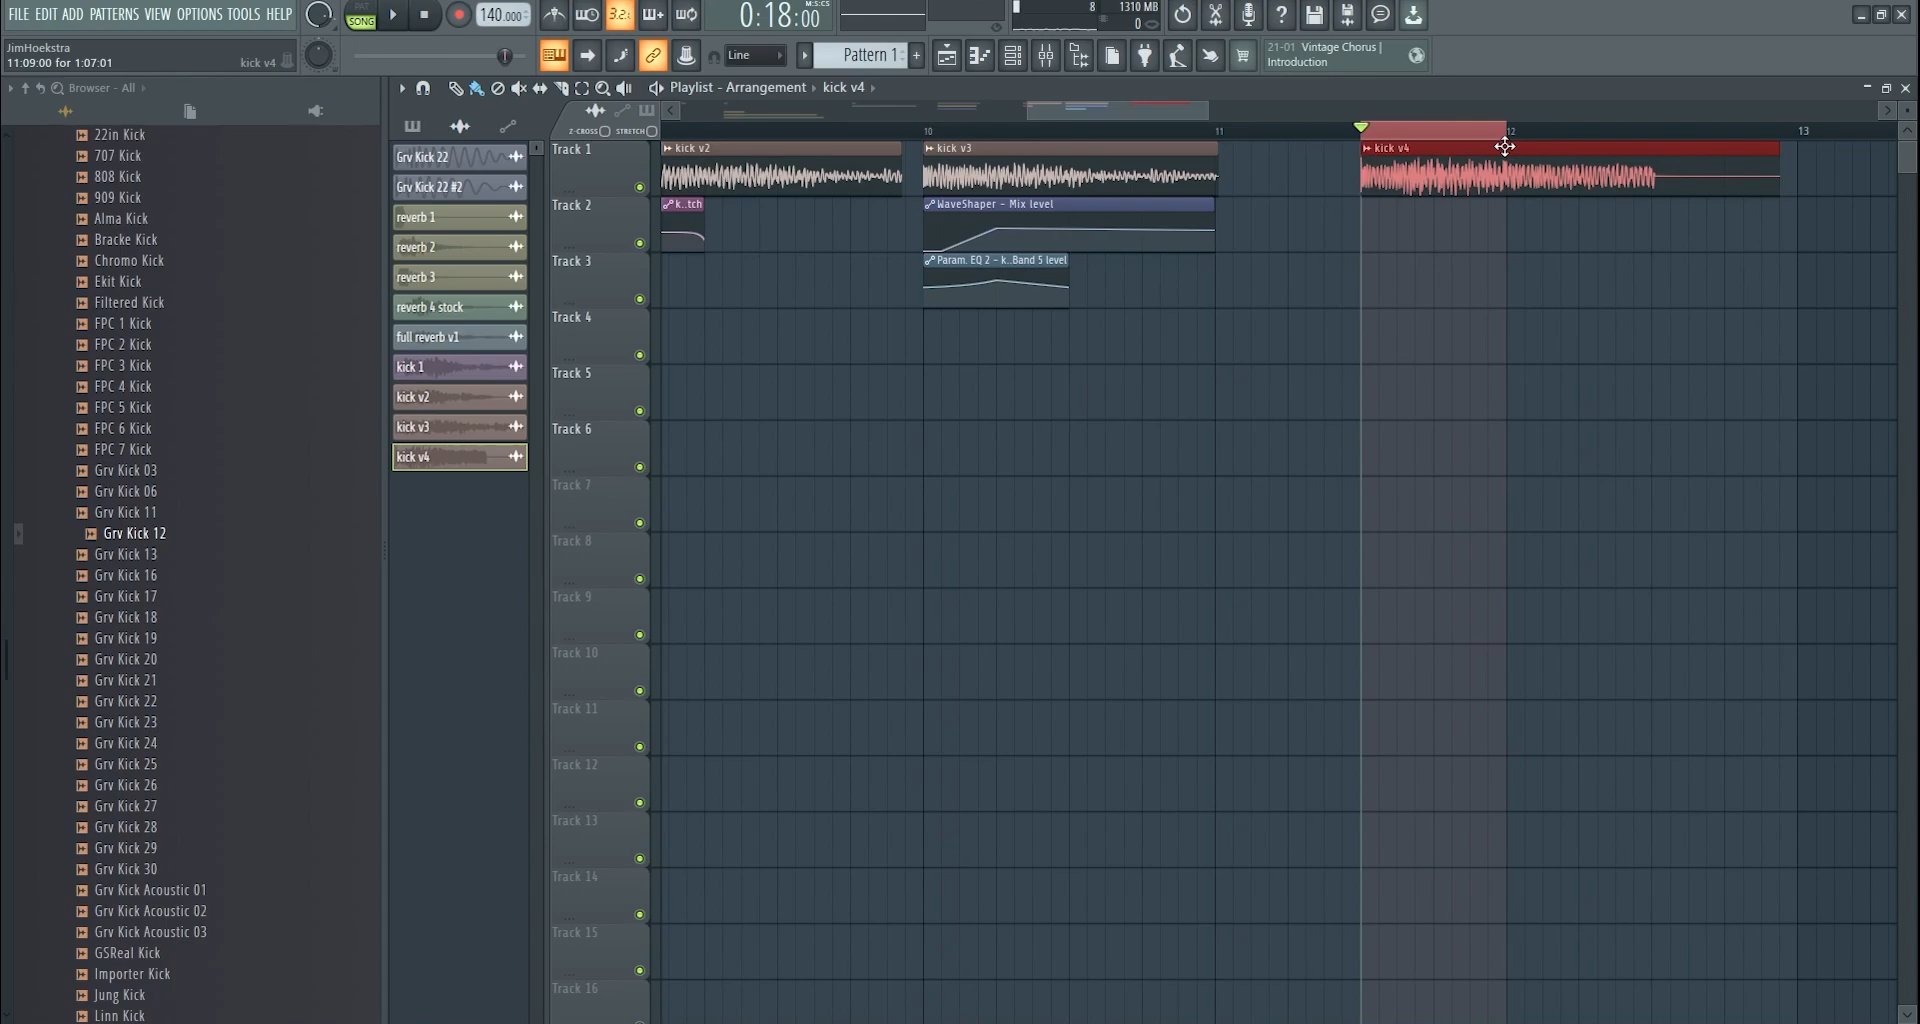 FILE EDIT ADD PATTERNS VIEW OPTIONS TOOLS HELP
PAT
SONG
140.000
3.2.
0:18:00
M:S:CS
8
1310 MB
0
JimHoekstra
11:09:00 for 1:07:01
kick v4
Line
Pattern 1
+
21-01 Vintage Chorus |
Introduction
Browser - All
Playlist - Arrangement › kick v4 ›
Z-CROSS
STRETCH
10
11
12
13
22in Kick
707 Kick
808 Kick
909 Kick
Alma Kick
Bracke Kick
Chromo Kick
Ekit Kick
Filtered Kick
FPC 1 Kick
FPC 2 Kick
FPC 3 Kick
FPC 4 Kick
FPC 5 Kick
FPC 6 Kick
FPC 7 Kick
Grv Kick 03
Grv Kick 06
Grv Kick 11
Grv Kick 12
Grv Kick 13
Grv Kick 16
Grv Kick 17
Grv Kick 18
Grv Kick 19
Grv Kick 20
Grv Kick 21
Grv Kick 22
Grv Kick 23
Grv Kick 24
Grv Kick 25
Grv Kick 26
Grv Kick 27
Grv Kick 28
Grv Kick 29
Grv Kick 30
Grv Kick Acoustic 01
Grv Kick Acoustic 02
Grv Kick Acoustic 03
GSReal Kick
Importer Kick
Jung Kick
Linn Kick
Grv Kick 22
Grv Kick 22 #2
reverb 1
reverb 2
reverb 3
reverb 4 stock
full reverb v1
kick 1
kick v2
kick v3
kick v4
Track 1
Track 2
Track 3
Track 4
Track 5
Track 6
Track 7
Track 8
Track 9
Track 10
Track 11
Track 12
Track 13
Track 14
Track 15
Track 16
kick v2
kick v3
kick v4
k..tch
WaveShaper - Mix level
Param. EQ 2 - k..Band 5 level